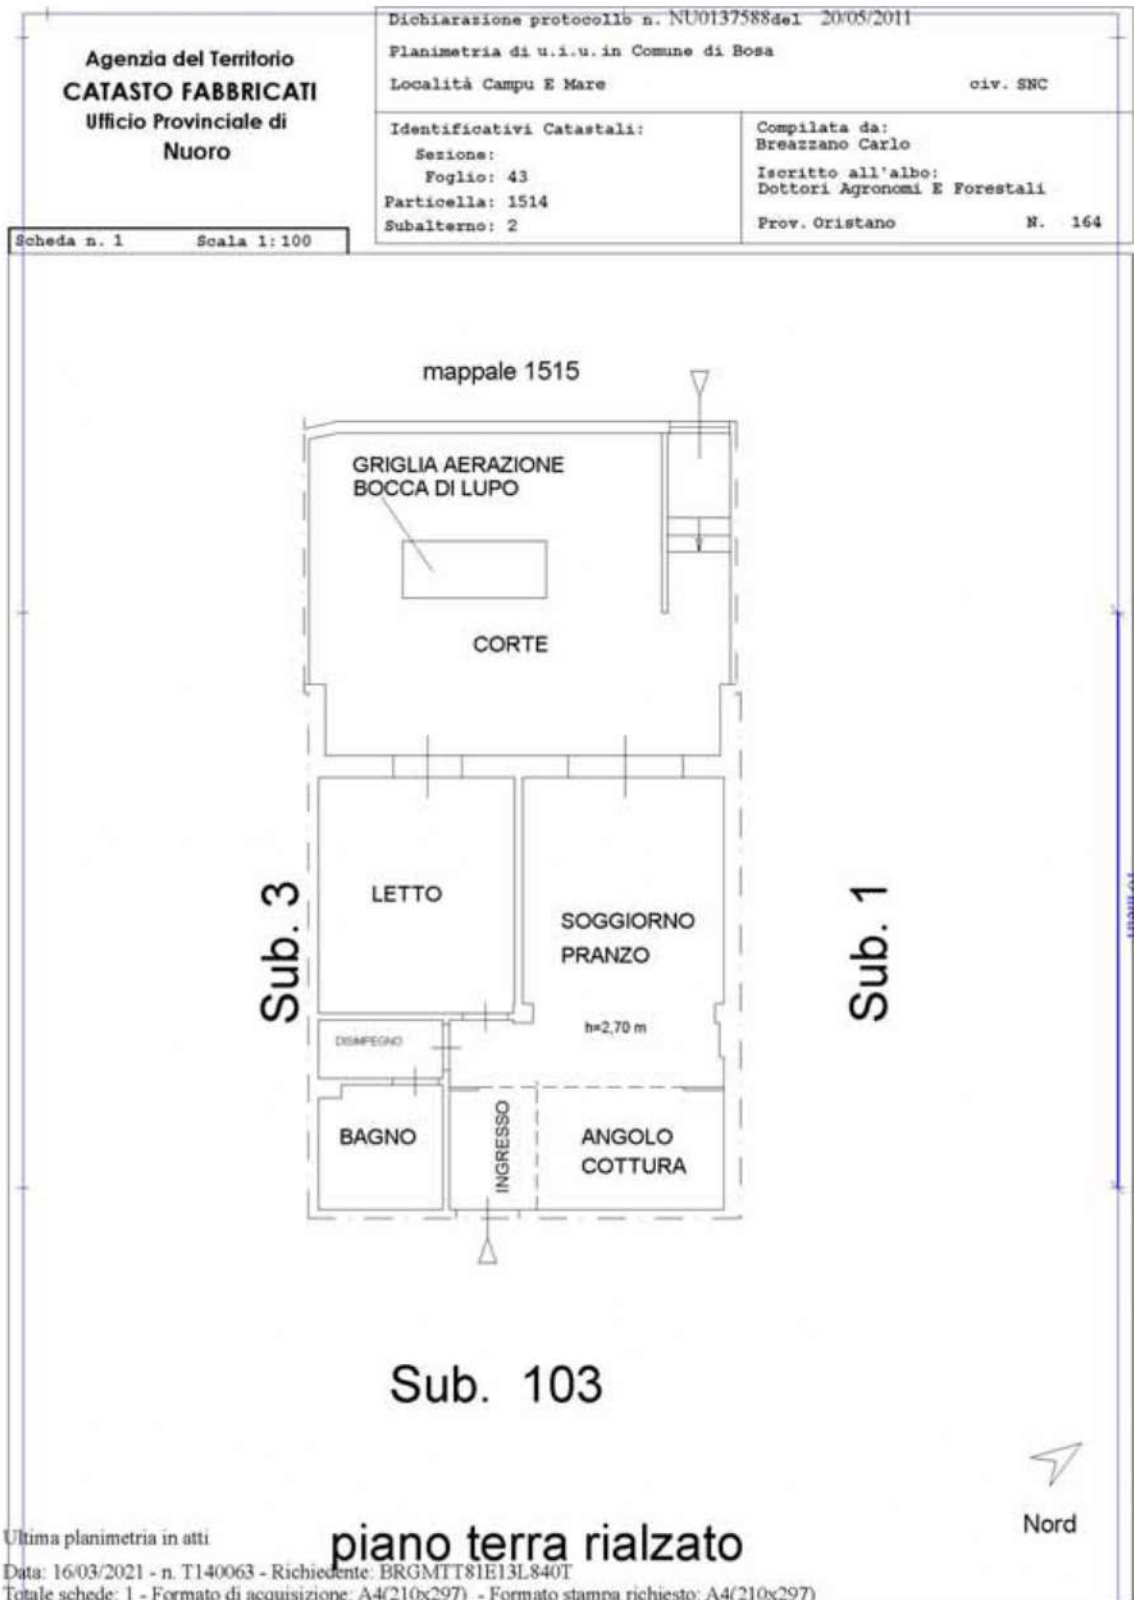 Agenzia del Territorio
CATASTO FABBRICATI
Ufficio Provinciale di
Nuoro
Dichiarazione protocollo n. NU0137588del 20/05/2011
Planimetria di u.i.u. in Comune di Bosa
Località Campu E Mare civ. SNC
Identificativi Catastali:
Sezione:
Foglio: 43
Particella: 1514
Subalterno: 2
Compilata da:
Breazzano Carlo
Iscritto all'albo:
Dottori Agronomi E Forestali
Prov. Oristano N. 164
Scheda n. 1 Scala 1:100
mappale 1515
GRIGLIA AERAZIONE
BOCCA DI LUPO
CORTE
LETTO
SOGGIORNO
PRANZO
Sub. 3
Sub. 1
h=2,70 m
DISIMPEGNO
BAGNO
INGRESSO
ANGOLO
COTTURA
Sub. 103
Nord
piano terra rialzato
Ultima planimetria in atti
Data: 16/03/2021 - n. T140063 - Richiedente: BRGMTT81E13L840T
Totale schede: 1 - Formato di acquisizione: A4(210x297) - Formato stampa richiesto: A4(210x297)